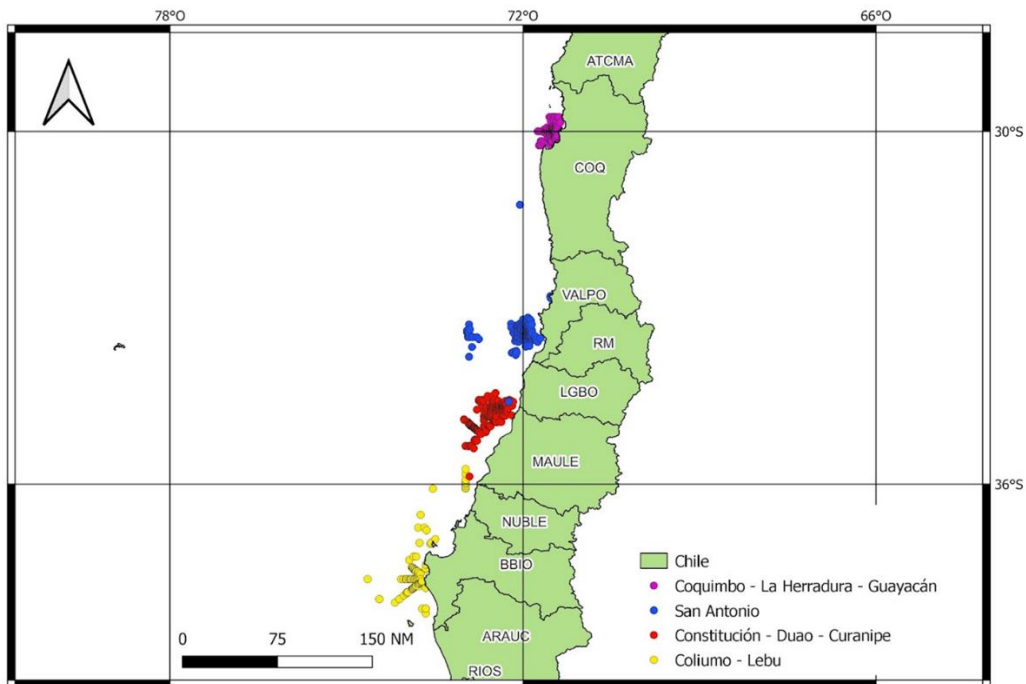 78°O 72°O 66°O
ATCMA
30°S
COQ
VALPO
RM
LGBO
MAULE
36°S
NUBLE
BBIO
ARAUC
RIOS
0 75 150 NM
Chile
Coquimbo - La Herradura - Guayacán
San Antonio
Constitución - Duao - Curanipe
Coliumo - Lebu